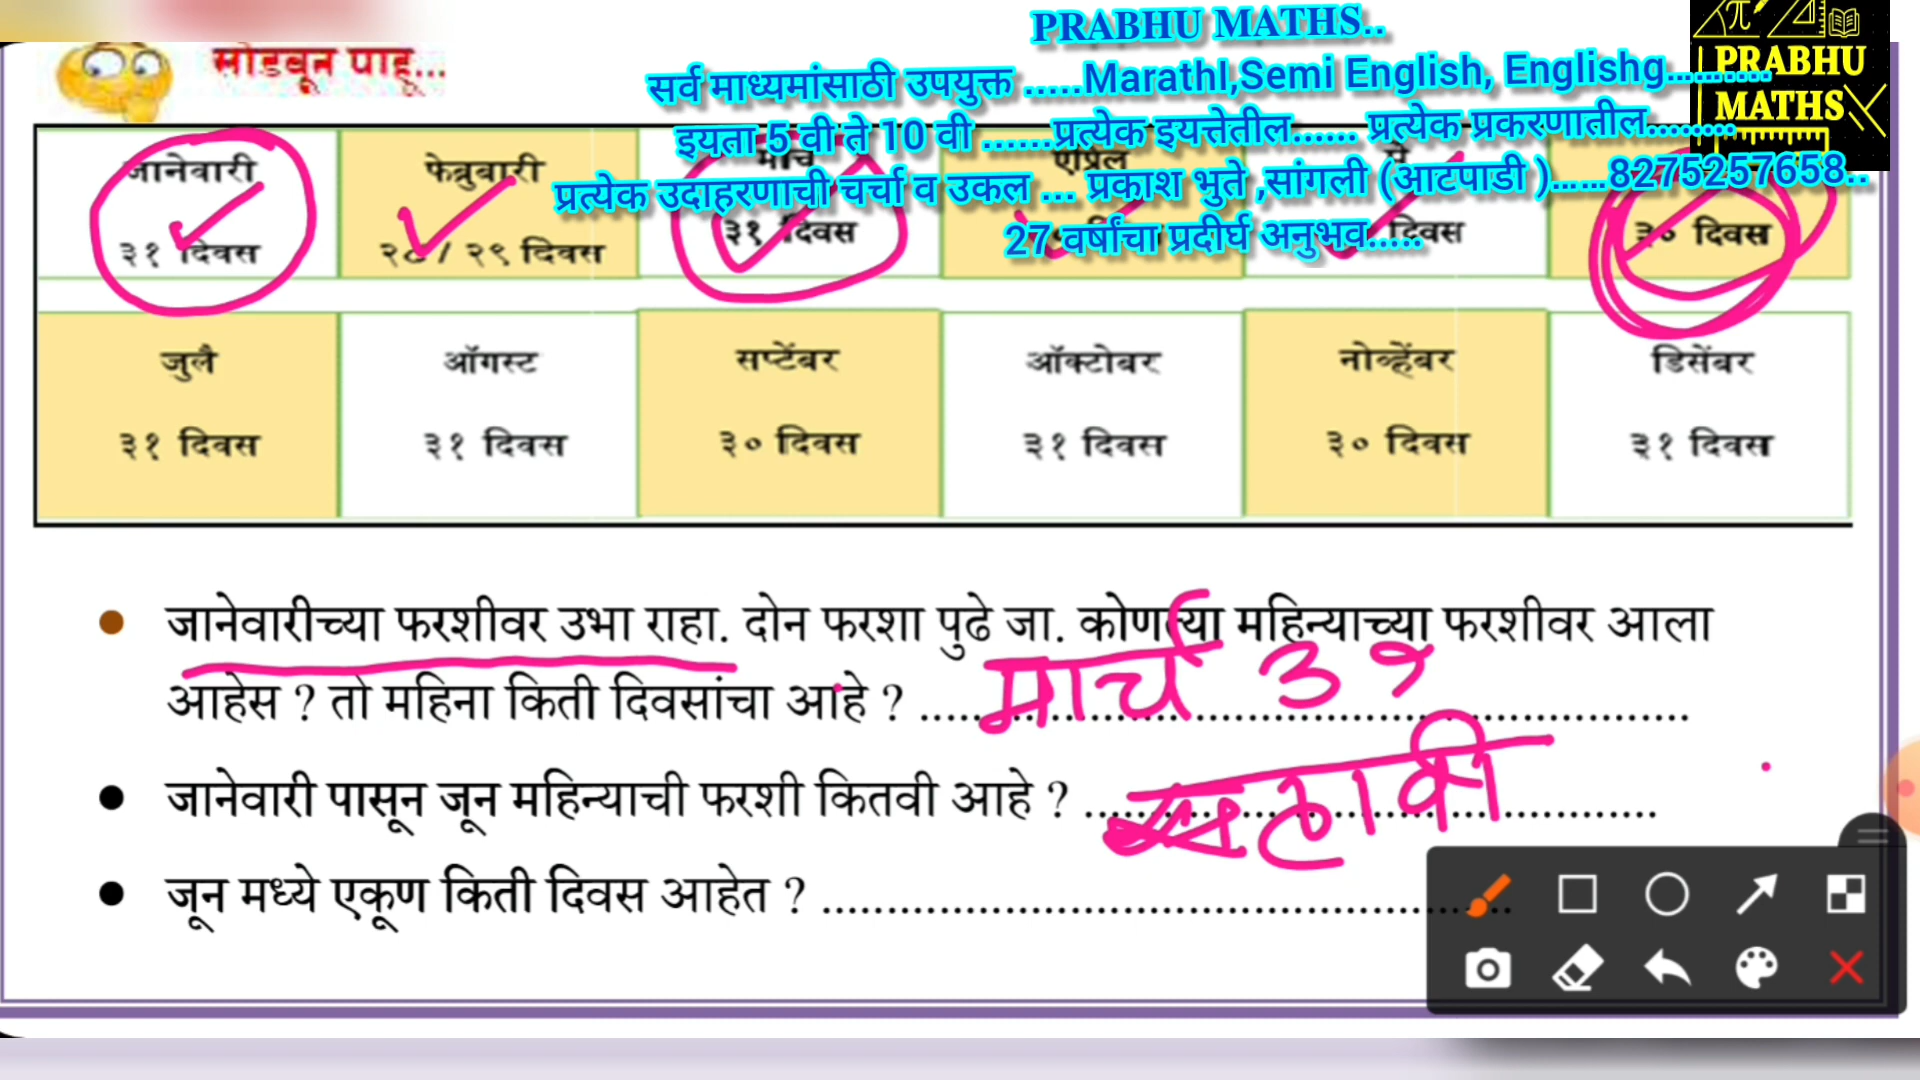 PRABHU MATHS..
सर्व माध्यमांसाठी उपयुक्त .....MarathI,Semi English, Englishg..........
इयता 5 वी ते 10 वी ......प्रत्येक इयत्तेतील...... प्रत्येक प्रकरणातील.........
प्रत्येक उदाहरणाची चर्चा व उकल ... प्रकाश भुते ,सांगली (आटपाडी )......8275257658..
27 वर्षांचा प्रदीर्घ अनुभव.....
PRABHU
MATHS
सोडवून पाहू...
जानेवारी फेब्रुबारी मार्च एप्रिल मे
३१ दिवस २८ / २९ दिवस ३१ दिवस दिवस ३० दिवस
जुलै ऑगस्ट सप्टेंबर ऑक्टोबर नोव्हेंबर डिसेंबर
३१ दिवस ३१ दिवस ३० दिवस ३१ दिवस ३० दिवस ३१ दिवस
जानेवारीच्या फरशीवर उभा राहा. दोन फरशा पुढे जा. कोणत्या महिन्याच्या फरशीवर आला
आहेस ? तो महिना किती दिवसांचा आहे ? ........ मार्च ३१
जानेवारी पासून जून महिन्याची फरशी कितवी आहे ? ........ सहावी
जून मध्ये एकूण किती दिवस आहेत ? ........